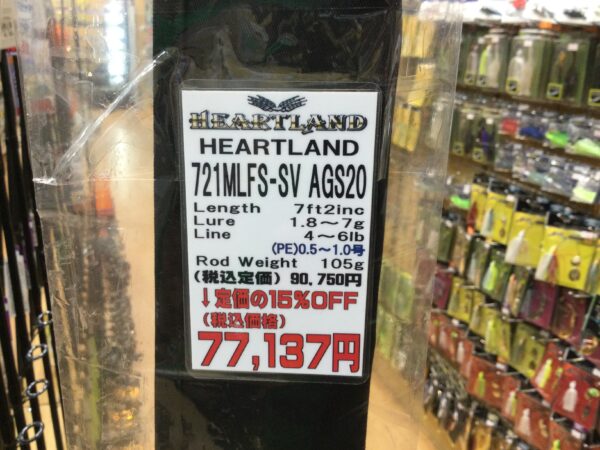 HEARTLAND
HEARTLAND
721MLFS-SV AGS20
Length 7ft2inc
Lure 1.8～7g
Line 4～6lb
(PE)0.5～1.0号
Rod Weight 105g
(税込定価) 90,750円
↓定価の15%OFF
(税込価格)
77,137円